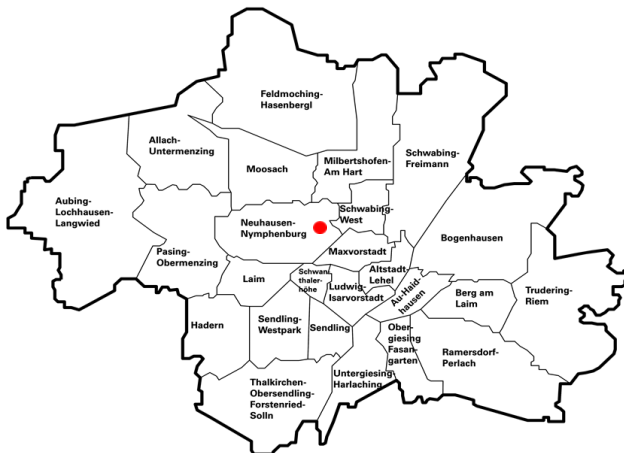 Feldmoching-
Hasenbergl
Allach-
Untermenzing
Moosach
Milbertshofen-
Am Hart
Schwabing-
Freimann
Aubing-
Lochhausen-
Langwied
Pasing-
Obermenzing
Neuhausen-
Nymphenburg
Schwabing-
West
Maxvorstadt
Bogenhausen
Laim
Schwan-
thaler-
höhe
Ludwig-
Isarvorstadt
Altstadt-
Lehel
Au-Haid-
hausen
Berg am
Laim
Trudering-
Riem
Hadern
Sendling-
Westpark
Sendling
Ober-
giesing
Fasan-
garten
Ramersdorf-
Perlach
Untergiesing-
Harlaching
Thalkirchen-
Obersendling-
Forstenried-
Solln